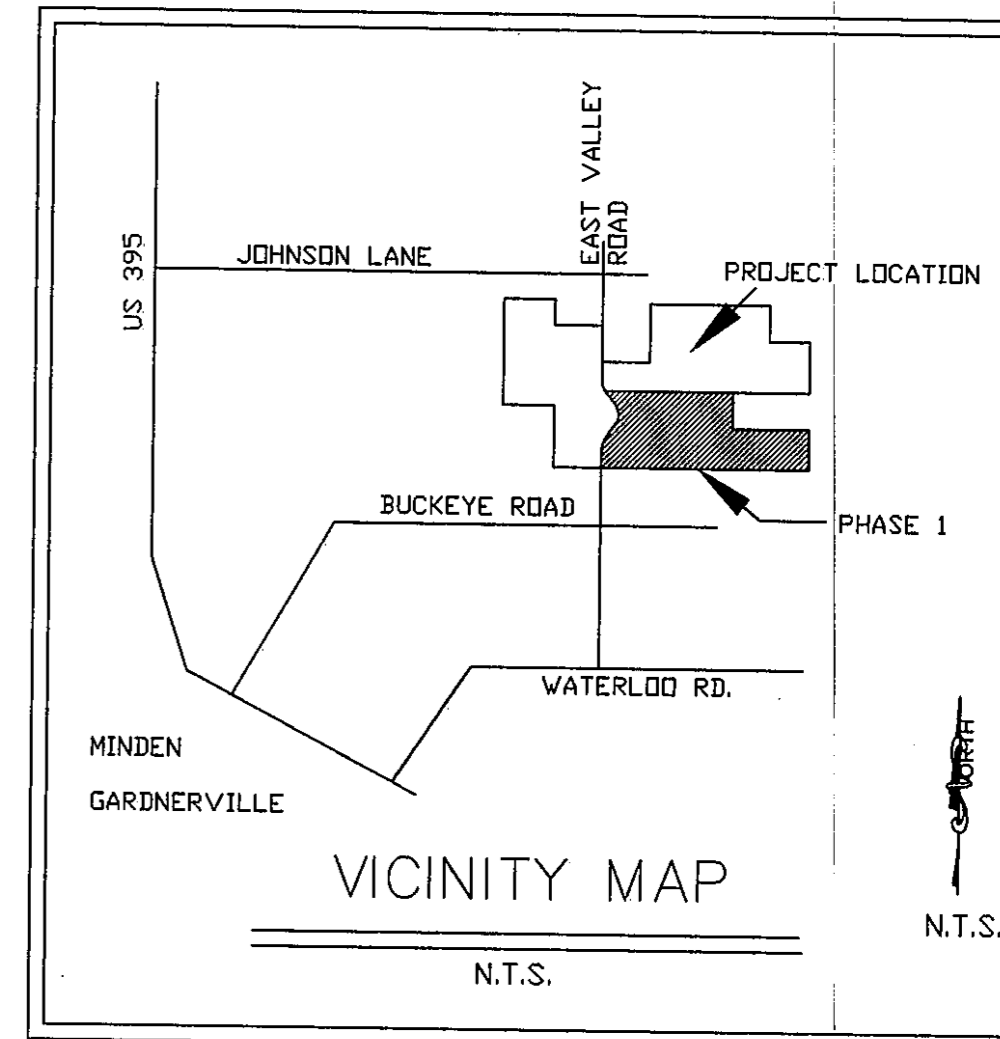 EAST VALLEY
ROAD
US 395
JOHNSON LANE
PROJECT LOCATION
BUCKEYE ROAD
PHASE 1
WATERLOO RD.
MINDEN
GARDNERVILLE
NORTH
VICINITY MAP
N.T.S.
N.T.S.